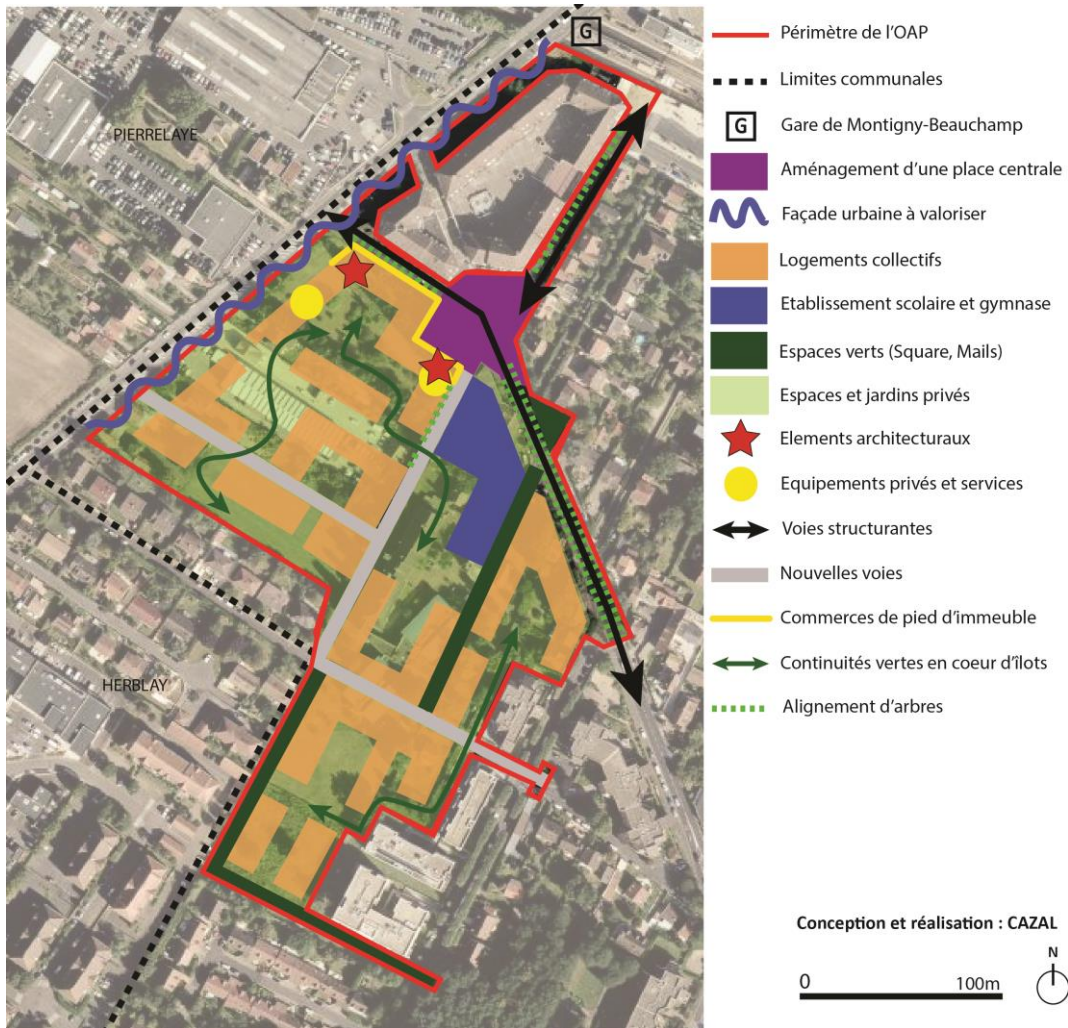 G
PIERRELAYE
HERBLAY
Périmètre de l'OAP
Limites communales
G
Gare de Montigny-Beauchamp
Aménagement d'une place centrale
Façade urbaine à valoriser
Logements collectifs
Etablissement scolaire et gymnase
Espaces verts (Square, Mails)
Espaces et jardins privés
Elements architecturaux
Equipements privés et services
Voies structurantes
Nouvelles voies
Commerces de pied d'immeuble
Continuités vertes en coeur d'îlots
Alignement d'arbres
Conception et réalisation : CAZAL
N
0 100m